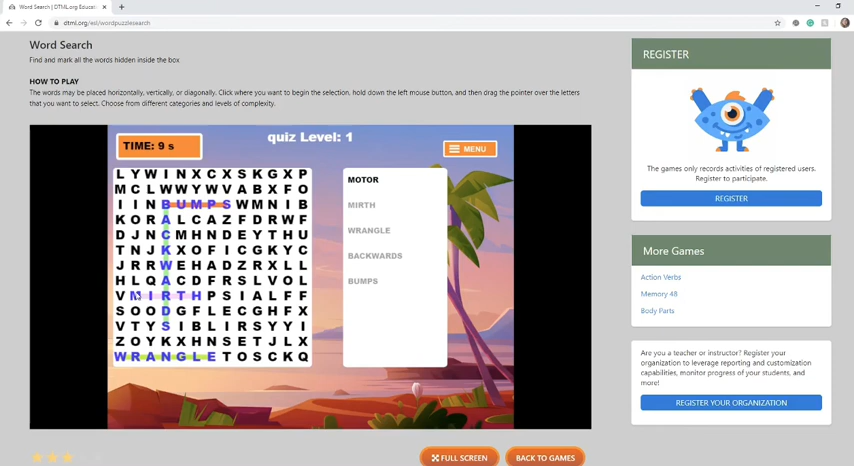 Word Search | DTML.org Educat
dtml.org/esl/wordpuzzlesearch
Word Search
Find and mark all the words hidden inside the box
HOW TO PLAY
The words may be placed horizontally, vertically, or diagonally. Click where you want to begin the selection. hold down the left mouse button, and then drag the pointer over the letters
that you want to select. Choose from different categories and levels of complexity.
TIME: 9 s
quiz Level: 1
MENU
L Y W I N X C X S K G X P
M C L W W Y W V A B X F O
I I N B U M P S W M N I B
K O R A L C A Z F D R W F
D J N C M H N D E Y T H U
T N J K X O F I C G K Y C
J R R W E H A D Z R X L L
H L Q A C D F R S L V O L
V M I R T H P S I A L F F
S O O D G F L E C G H F X
V T Y S I B L I R S Y Y I
Z O Y K X H N S E T J L X
W R A N G L E T O S C K Q
MOTOR
MIRTH
WRANGLE
BACKWARDS
BUMPS
FULL SCREEN
BACK TO GAMES
REGISTER
The games only records activities of registered users.
Register to participate.
REGISTER
More Games
Action Verbs
Memory 48
Body Parts
Are you a teacher or instructor? Register your
organization to leverage reporting and customization
capabilities, monitor progress of your students, and
more!
REGISTER YOUR ORGANIZATION